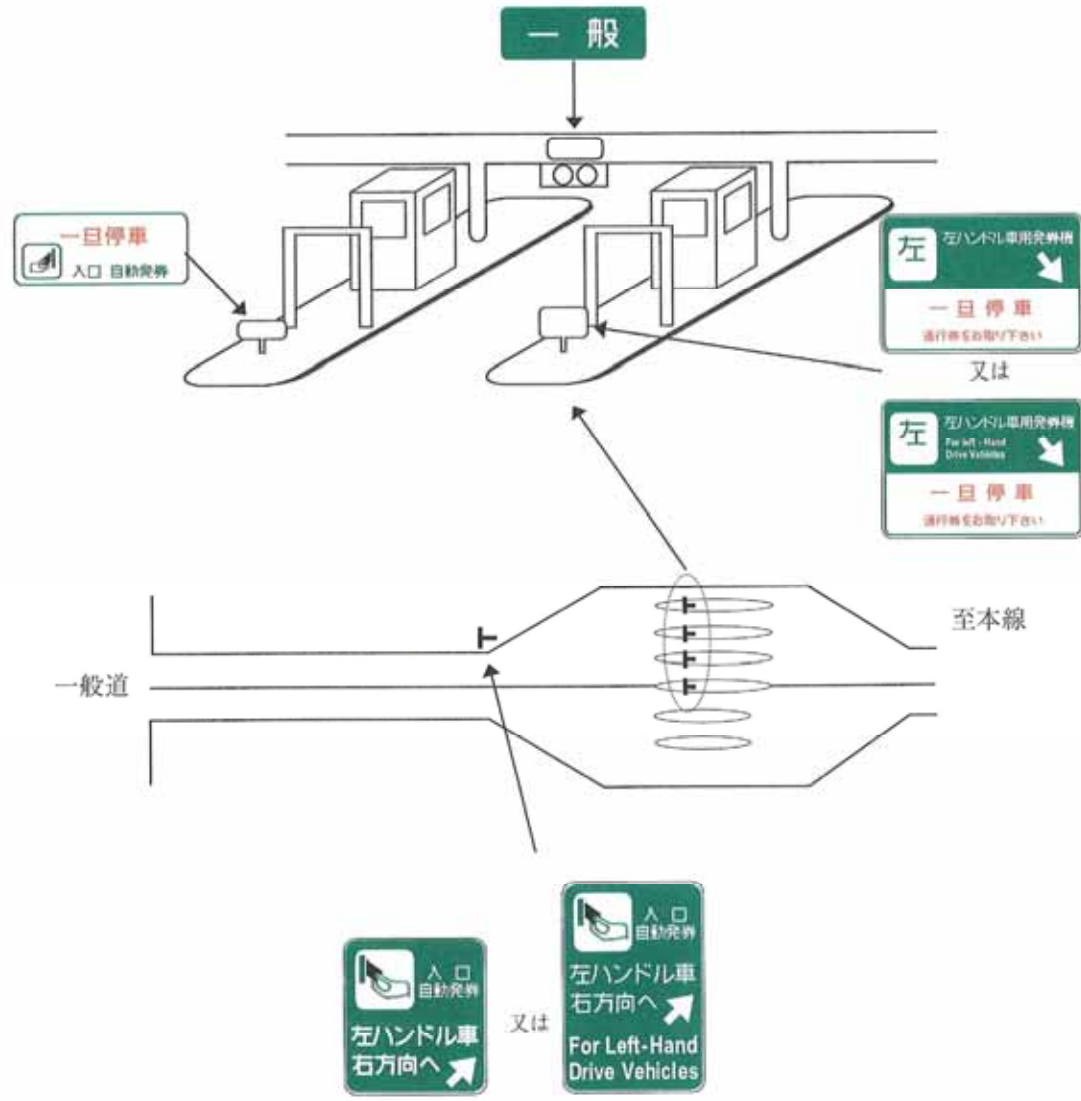 一般
一旦停車
入口 自動発券
左 左ハンドル車用発券機
一旦停車
通行券をお取り下さい
又は
左 左ハンドル車用発券機
For left-Hand
Drive Vehicles
一旦停車
通行券をお取り下さい
至本線
一般道
入口
自動発券
左ハンドル車
右方向へ
又は
入口
自動発券
左ハンドル車
右方向へ
For Left-Hand
Drive Vehicles